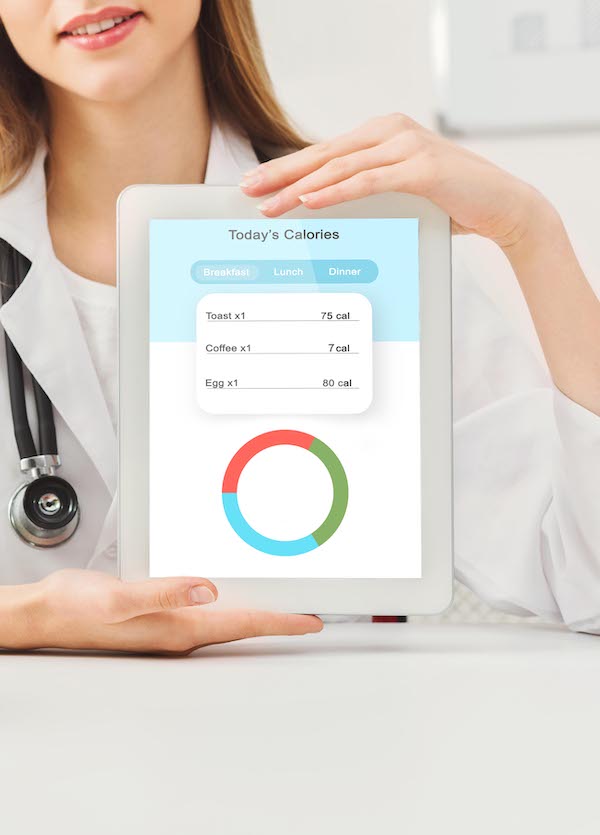 Today's Calories
Breakfast Lunch Dinner
Toast x1 75 cal
Coffee x1 7 cal
Egg x1 80 cal